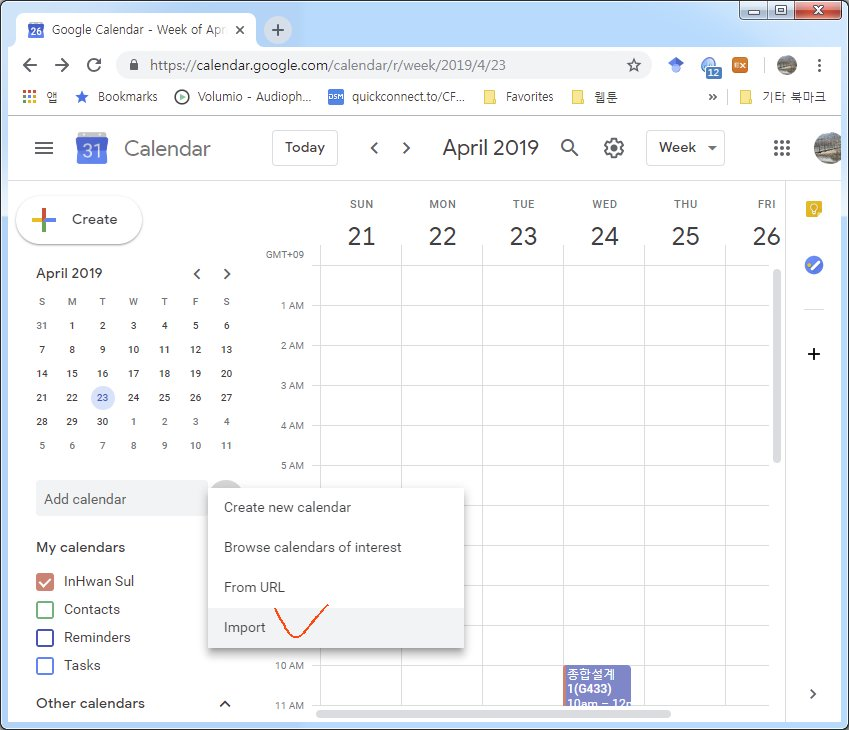 26 Google Calendar - Week of Ap
https://calendar.google.com/calendar/r/week/2019/4/23
12
EX
앱
Bookmarks
Volumio - Audioph...
DSM quickconnect.to/CF...
Favorites
웹툰
»
기타 북마크
31 Calendar
Today
April 2019
Week
Create
April 2019
S M T W T F S
31 1 2 3 4 5 6
7 8 9 10 11 12 13
14 15 16 17 18 19 20
21 22 23 24 25 26 27
28 29 30 1 2 3 4
5 6 7 8 9 10 11
Add calendar
Create new calendar
Browse calendars of interest
From URL
Import
My calendars
InHwan Sul
Contacts
Reminders
Tasks
Other calendars
SUN MON TUE WED THU FRI
21 22 23 24 25 26
GMT+09
1 AM
2 AM
3 AM
4 AM
5 AM
10 AM
11 AM
종합설계
1(G433)
10am – 12p